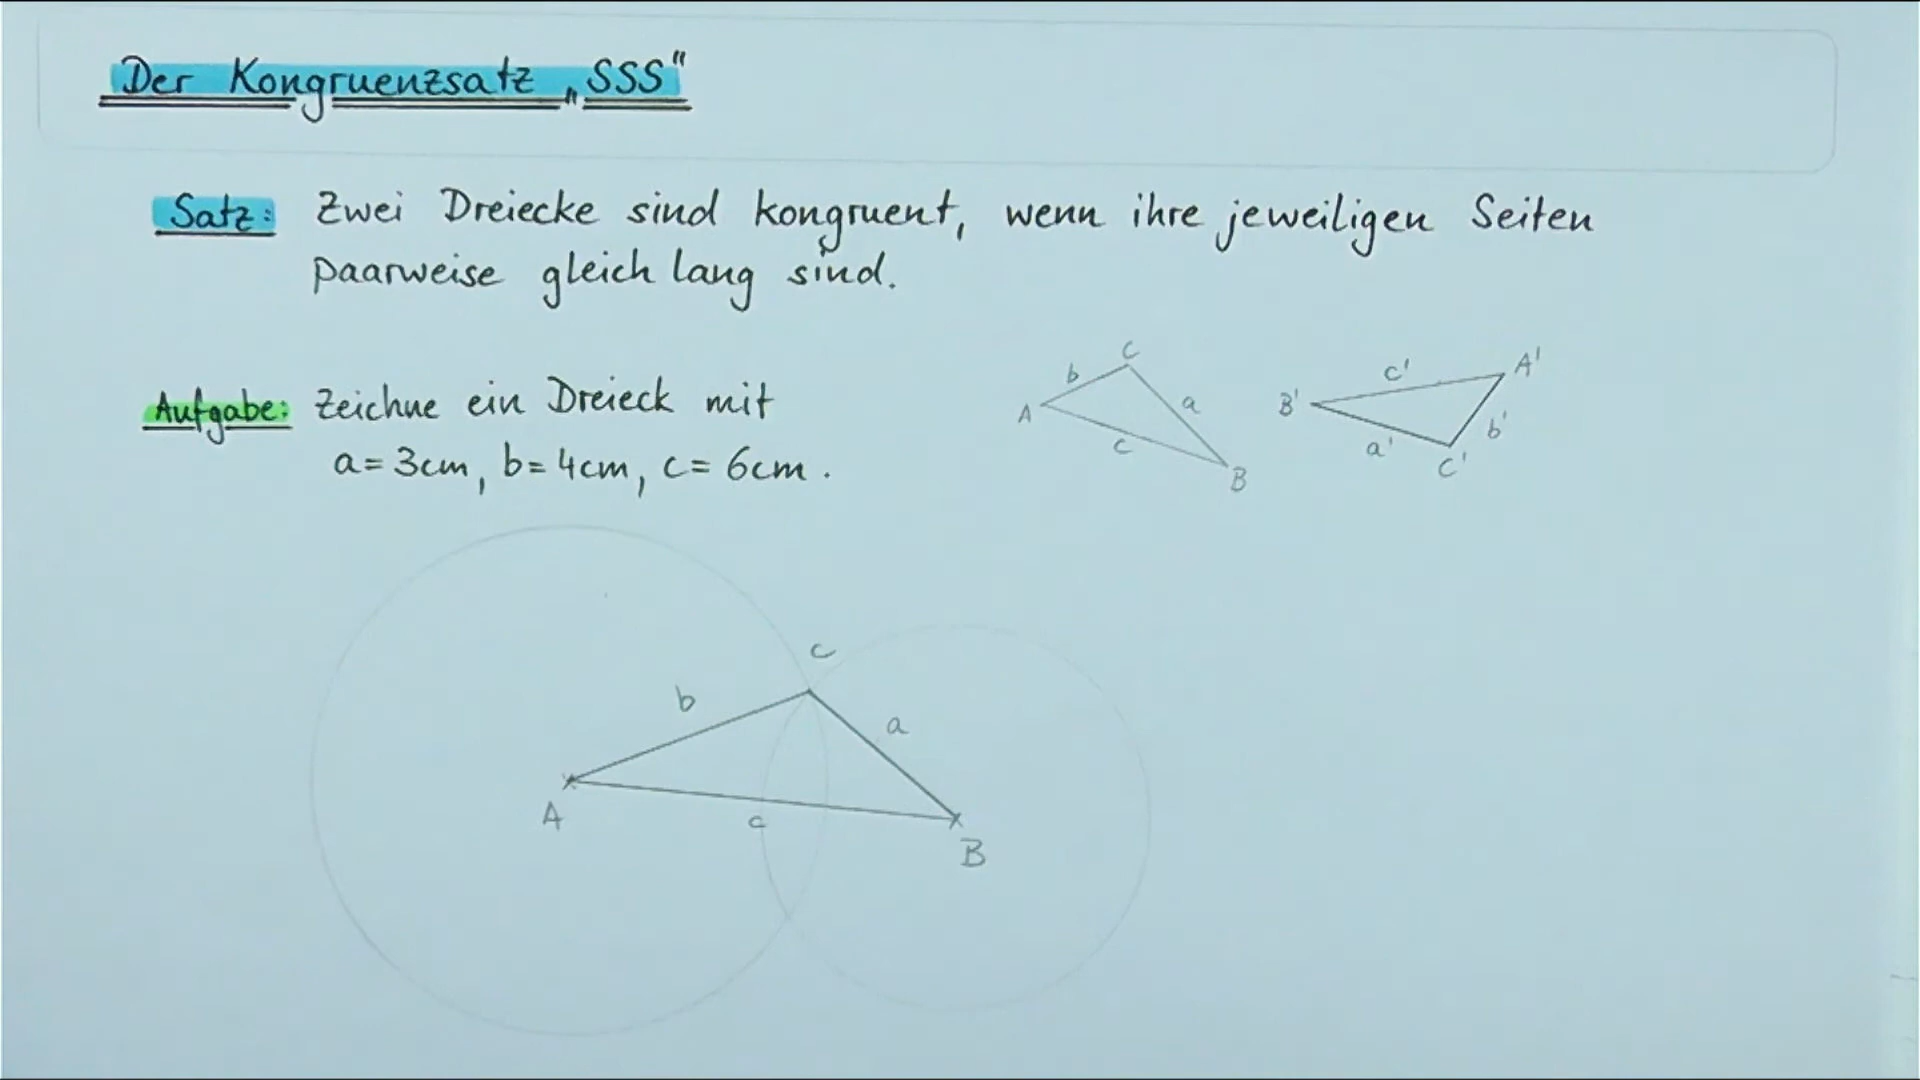 Der Kongruenzsatz „SSS“
Satz: Zwei Dreiecke sind kongruent, wenn ihre jeweiligen Seiten
paarweise gleich lang sind.
Aufgabe: Zeichne ein Dreieck mit
a = 3cm, b = 4cm, c = 6cm.
C
b
a
A
c
B
c'
A'
B'
b'
a'
C'
C
b
a
A
c
B